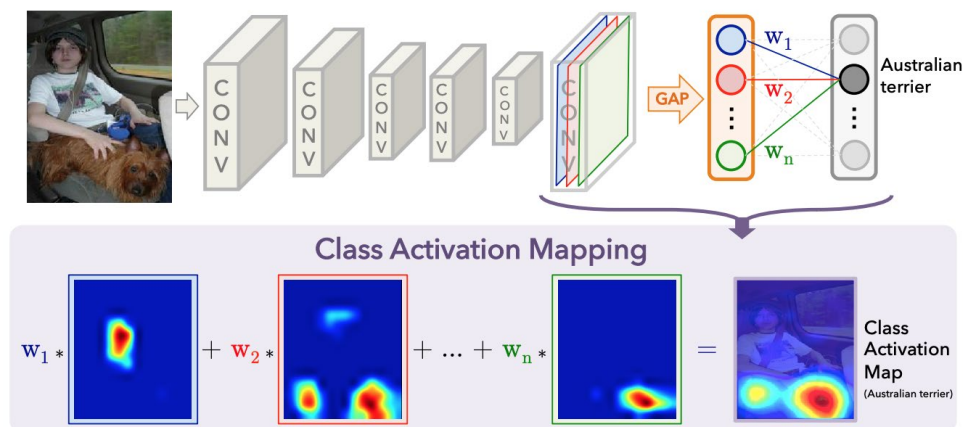 CONV
CONV
CONV
CONV
CONV
CONV
GAP
w1
w2
⋮
wn
⋮
Australian
terrier
Class Activation Mapping
w1 * + w2 * + ... + wn * =
Class
Activation
Map
(Australian terrier)